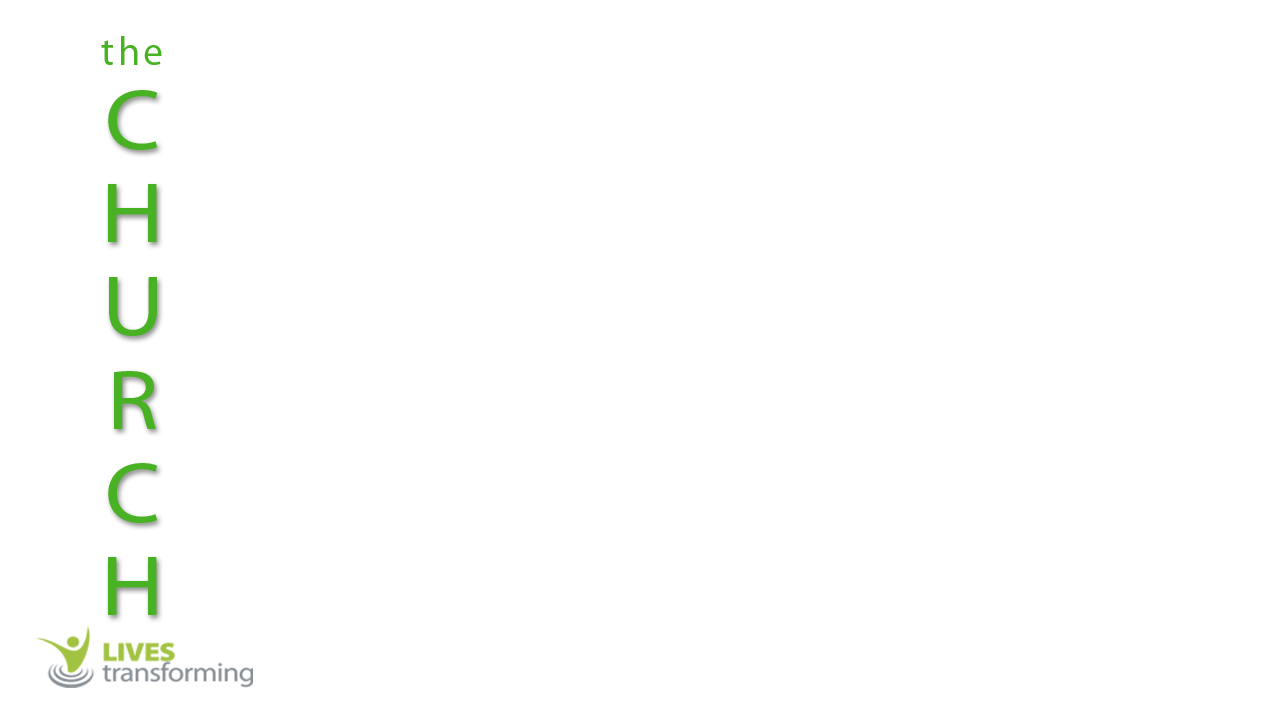 the
C
H
U
R
C
H
LIVES
transforming